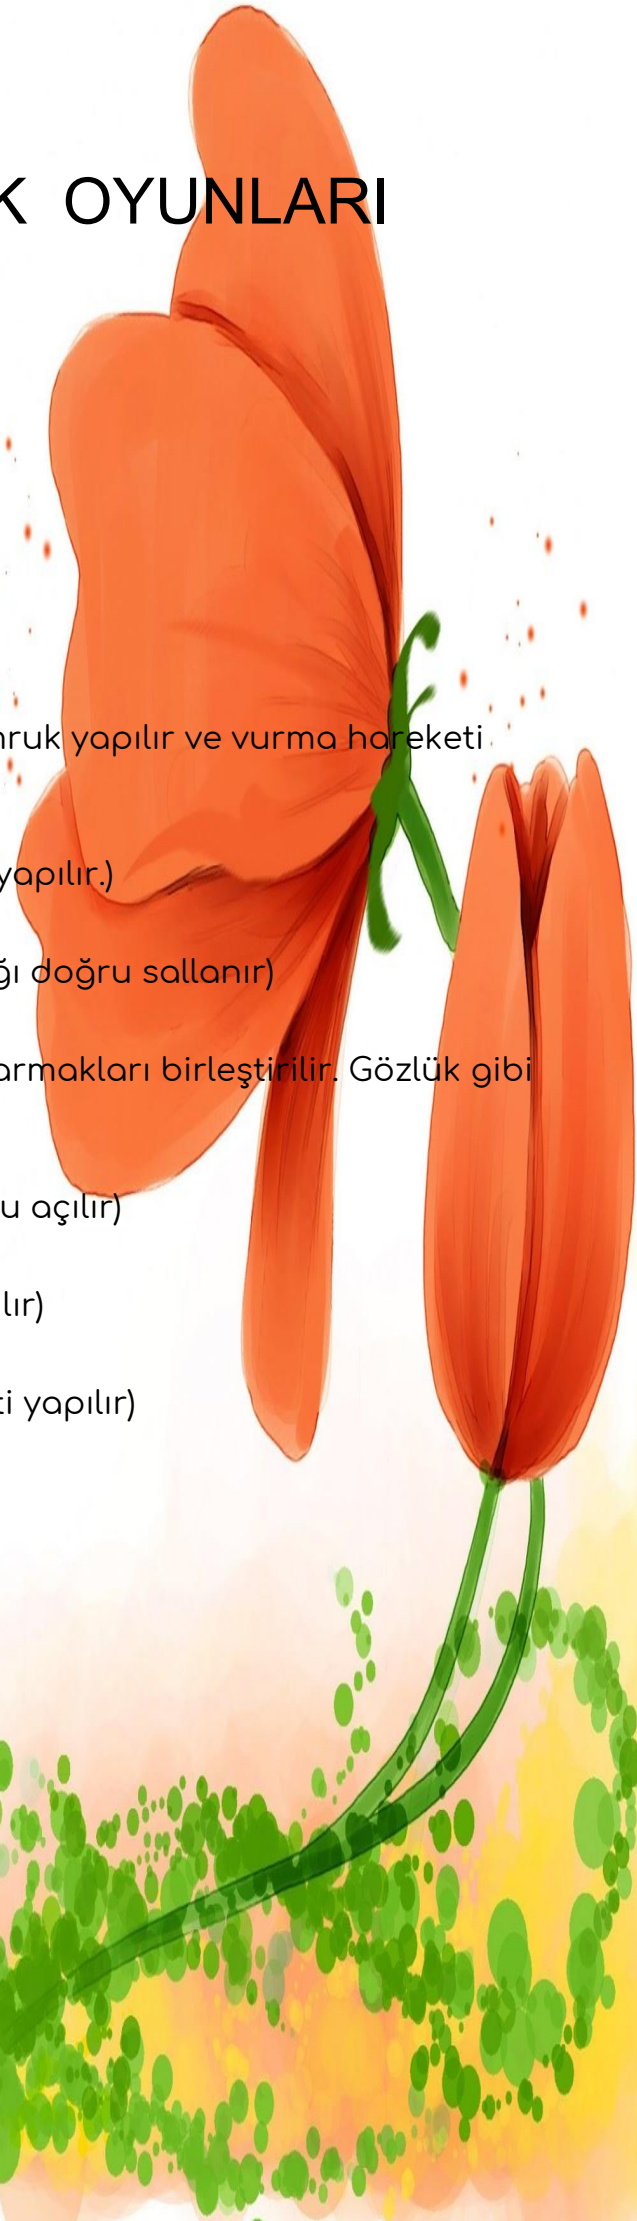 K OYUNLARI
ruk yapılır ve vurma hareketi
yapılır.)
ğı doğru sallanır)
armakları birleştirilir. Gözlük gibi
u açılır)
lır)
ti yapılır)